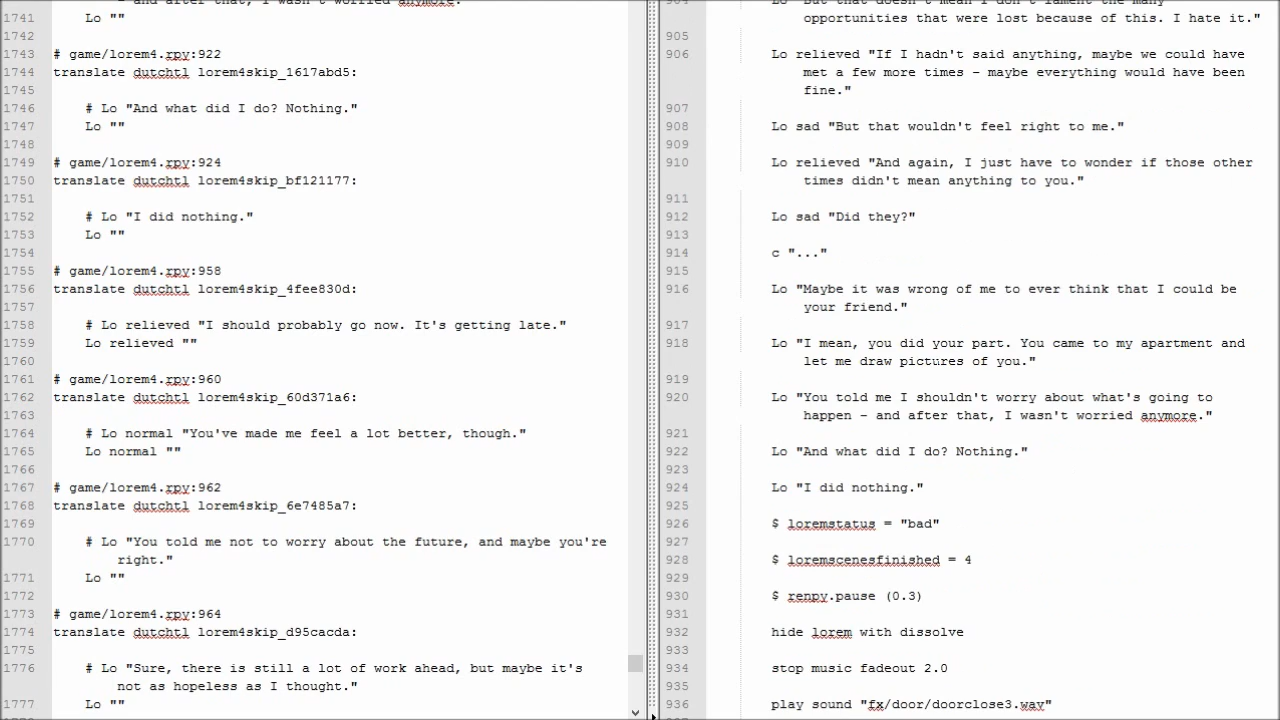 - and after that, I wasn't worried anymore."
1741 Lo ""
1742
1743 # game/lorem4.rpy:922
1744 translate dutchtl lorem4skip_1617abd5:
1745
1746 # Lo "And what did I do? Nothing."
1747 Lo ""
1748
1749 # game/lorem4.rpy:924
1750 translate dutchtl lorem4skip_bf121177:
1751
1752 # Lo "I did nothing."
1753 Lo ""
1754
1755 # game/lorem4.rpy:958
1756 translate dutchtl lorem4skip_4fee830d:
1757
1758 # Lo relieved "I should probably go now. It's getting late."
1759 Lo relieved ""
1760
1761 # game/lorem4.rpy:960
1762 translate dutchtl lorem4skip_60d371a6:
1763
1764 # Lo normal "You've made me feel a lot better, though."
1765 Lo normal ""
1766
1767 # game/lorem4.rpy:962
1768 translate dutchtl lorem4skip_6e7485a7:
1769
1770 # Lo "You told me not to worry about the future, and maybe you're
right."
1771 Lo ""
1772
1773 # game/lorem4.rpy:964
1774 translate dutchtl lorem4skip_d95cacda:
1775
1776 # Lo "Sure, there is still a lot of work ahead, but maybe it's
not as hopeless as I thought."
1777 Lo ""
904 Lo "But that doesn't mean I don't lament the many
opportunities that were lost because of this. I hate it."
905
906 Lo relieved "If I hadn't said anything, maybe we could have
met a few more times - maybe everything would have been
fine."
907
908 Lo sad "But that wouldn't feel right to me."
909
910 Lo relieved "And again, I just have to wonder if those other
times didn't mean anything to you."
911
912 Lo sad "Did they?"
913
914 c "..."
915
916 Lo "Maybe it was wrong of me to ever think that I could be
your friend."
917
918 Lo "I mean, you did your part. You came to my apartment and
let me draw pictures of you."
919
920 Lo "You told me I shouldn't worry about what's going to
happen - and after that, I wasn't worried anymore."
921
922 Lo "And what did I do? Nothing."
923
924 Lo "I did nothing."
925
926 $ loremstatus = "bad"
927
928 $ loremscenesfinished = 4
929
930 $ renpy.pause (0.3)
931
932 hide lorem with dissolve
933
934 stop music fadeout 2.0
935
936 play sound "fx/door/doorclose3.wav"